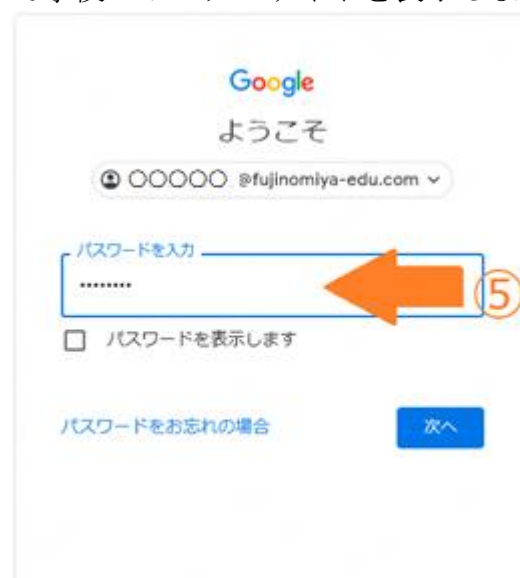 Google
ようこそ
○○○○○ @fujinomiya-edu.com
パスワードを入力
••••••••
⑤
パスワードを表示します
パスワードをお忘れの場合
次へ